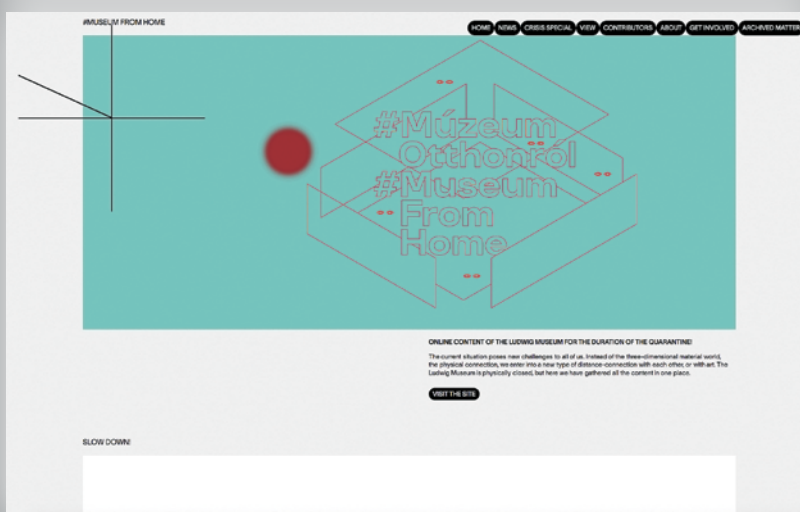 #MUSEUM FROM HOME
HOME NEWS CRISIS SPECIAL VIEW CONTRIBUTORS ABOUT GET INVOLVED ARCHIVED MATTER
#Múzeum
Otthonról
#Museum
From
Home
ONLINE CONTENT OF THE LUDWIG MUSEUM FOR THE DURATION OF THE QUARANTINE!
The current situation poses new challenges to all of us. Instead of the three-dimensional material world,
the physical connection, we enter into a new type of distance-connection with each other, or with art. The
Ludwig Museum is physically closed, but here we have gathered all the content in one place.
VISIT THE SITE
SLOW DOWN!